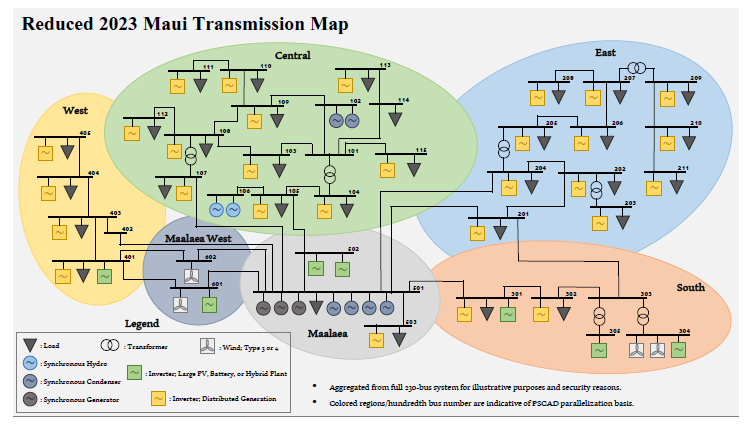 Reduced 2023 Maui Transmission Map
Central
East
West
111
110
113
208
207
209
109
102
114
112
405
108
205
206
210
103
101
115
404
107
204
202
211
106
105
104
203
403
402
201
Maalaea West
502
401
602
601
501
301
302
303
South
503
305
304
Maalaea
Legend
: Load
: Transformer
: Wind; Type 3 or 4
: Synchronous Hydro
: Inverter; Large PV, Battery, or Hybrid Plant
: Synchronous Condenser
: Synchronous Generator
: Inverter; Distributed Generation
• Aggregated from full 230-bus system for illustrative purposes and security reasons.
• Colored regions/hundredth bus number are indicative of PSCAD parallelization basis.